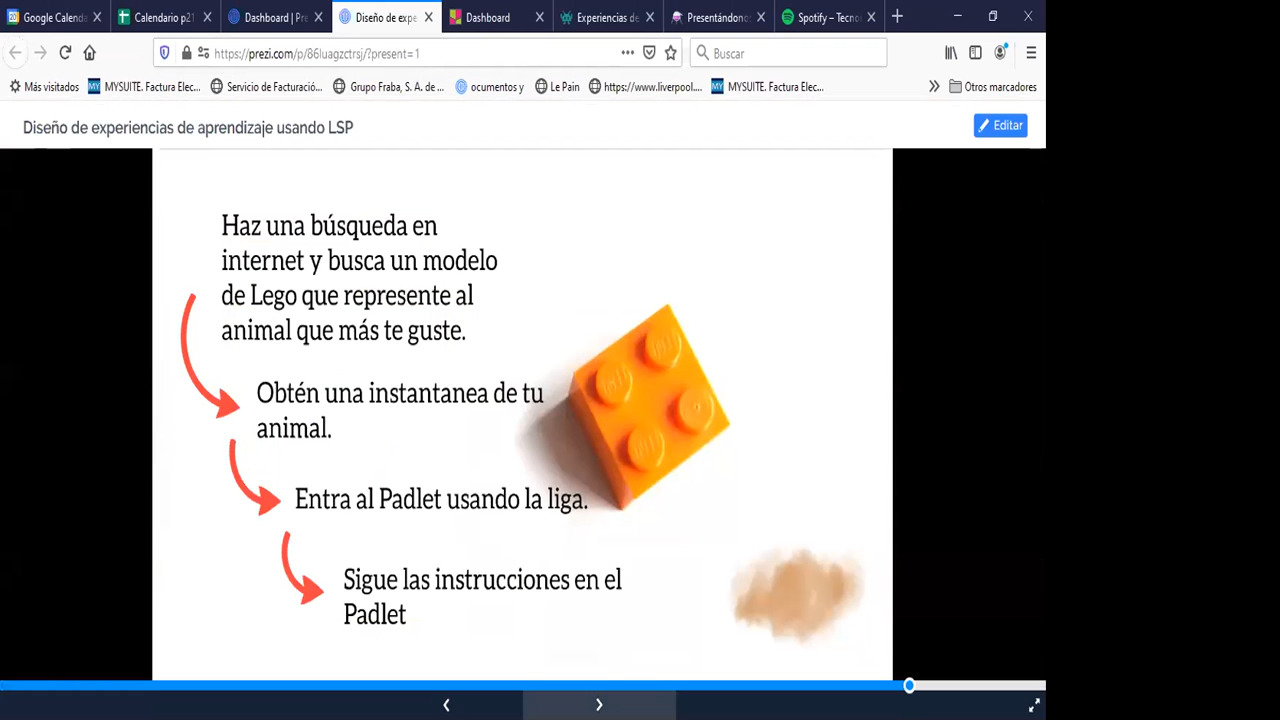 Google Calenda
Calendario p21
Dashboard | Pre
Diseño de expe
Dashboard
Experiencias de
Presentándono
Spotify – Tecno
https://prezi.com/p/86luagzctrsj/?present=1
Buscar
Más visitados
MYSUITE. Factura Elec...
Servicio de Facturació...
Grupo Fraba, S. A. de ...
ocumentos y
Le Pain
https://www.liverpool....
MYSUITE. Factura Elec...
Otros marcadores
Diseño de experiencias de aprendizaje usando LSP
Editar
Haz una búsqueda en
internet y busca un modelo
de Lego que represente al
animal que más te guste.
Obtén una instantanea de tu
animal.
Entra al Padlet usando la liga.
Sigue las instrucciones en el
Padlet